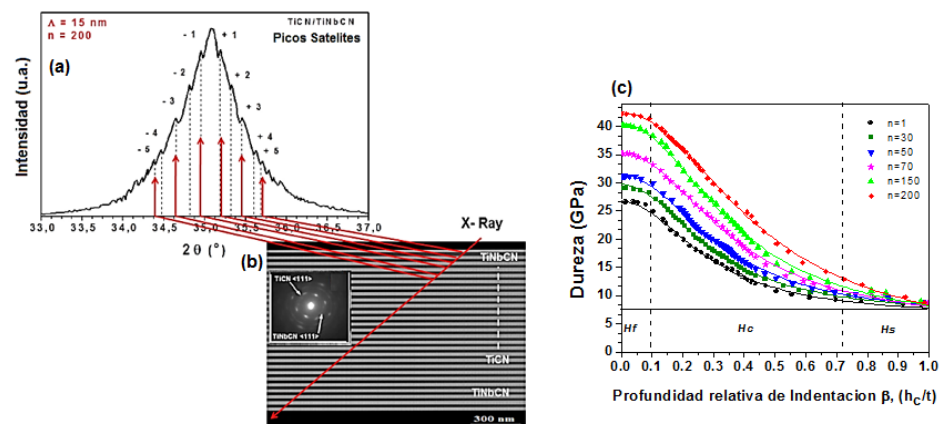 Λ = 15 nm
n = 200
TiCN/TiNbCN
Picos Satelites
(a)
- 1
+ 1
- 2
+ 2
- 3
+ 3
- 4
+ 4
- 5
+ 5
Intensidad (u.a.)
33,0 33,5 34,0 34,5 35,0 35,5 36,0 36,5 37,0
2 θ (°)
X- Ray
(b)
TiNbCN
TiCN <111>
TiNbCN <111>
TiCN
TiNbCN
300 nm
(c)
Dureza (GPa)
40
35
30
25
20
15
10
5
0
n=1
n=30
n=50
n=70
n=150
n=200
Hf
Hc
Hs
0.0 0.1 0.2 0.3 0.4 0.5 0.6 0.7 0.8 0.9 1.0
Profundidad relativa de Indentacion β, (hc/t)